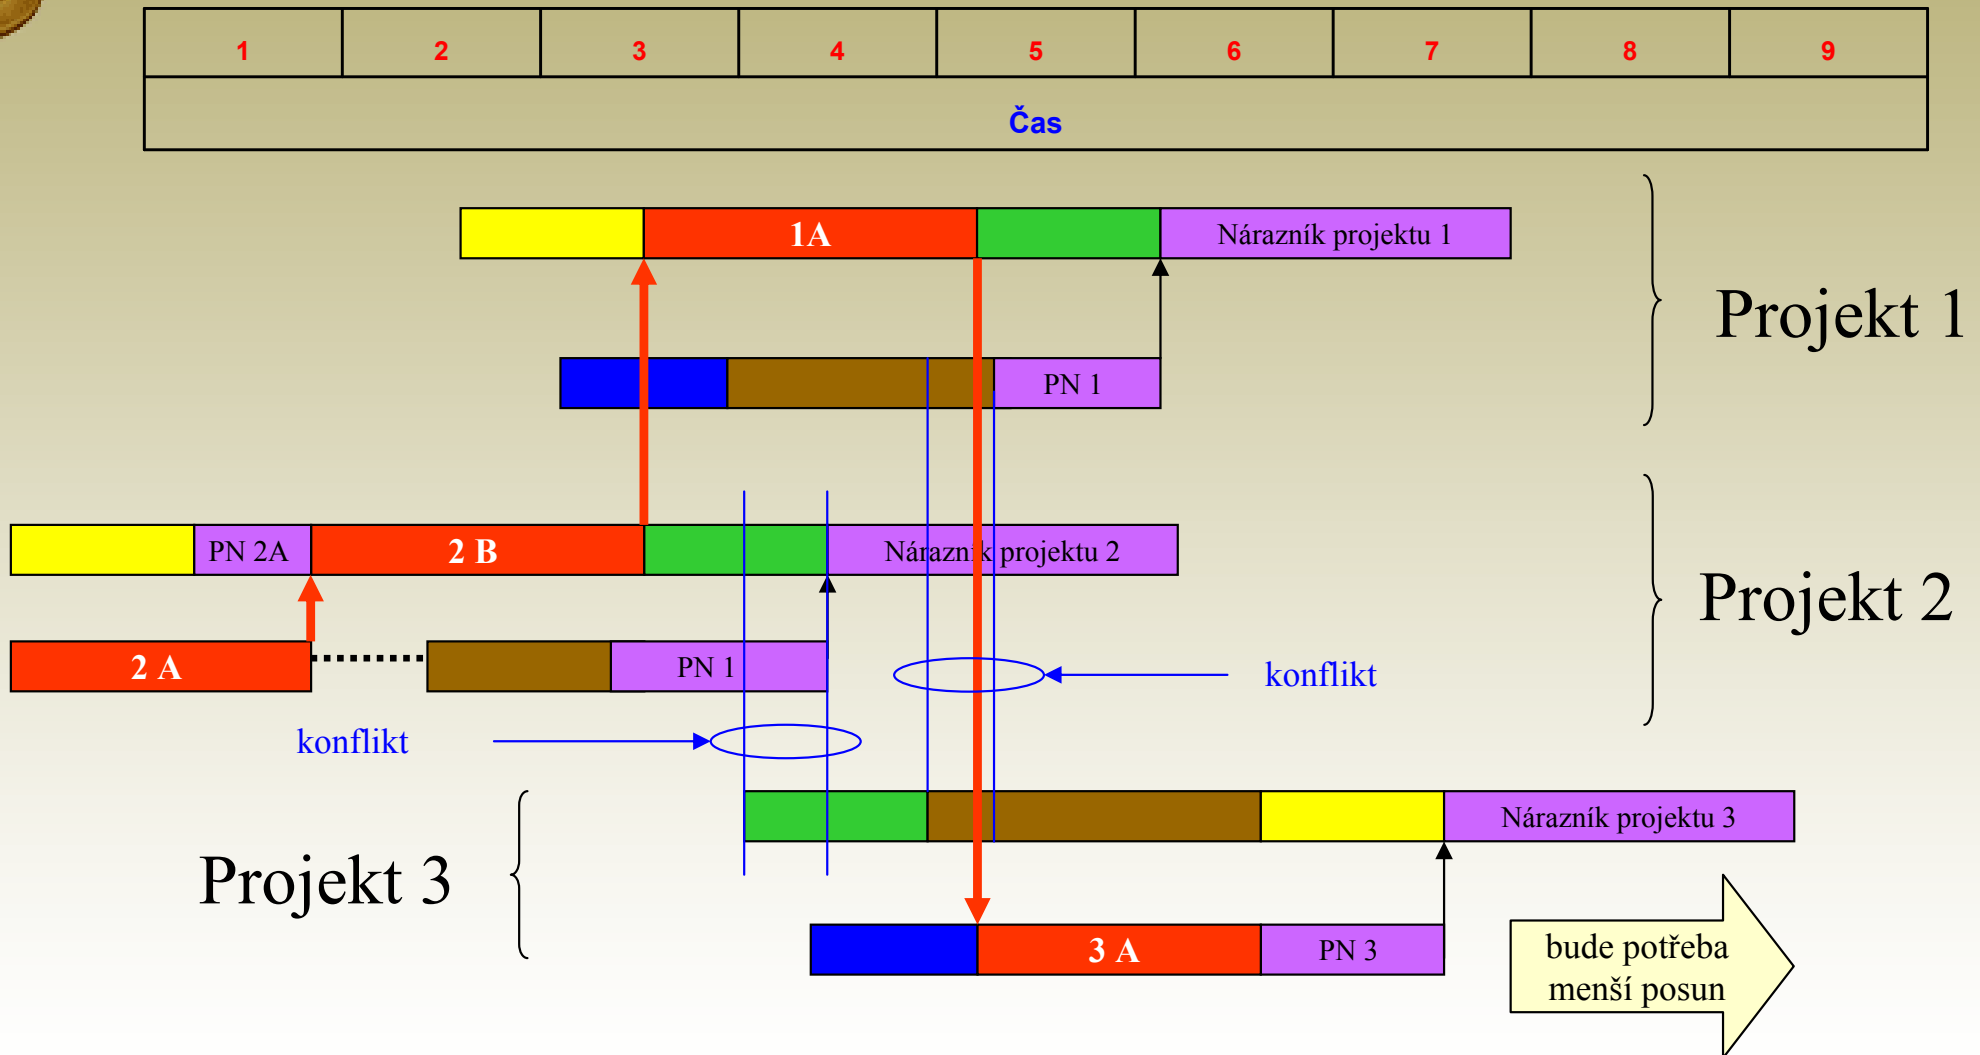 1 2 3 4 5 6 7 8 9
Čas
1A
Nárazník projektu 1
Projekt 1
PN 1
PN 2A
2 B
Nárazník projektu 2
Projekt 2
2 A
PN 1
konflikt
konflikt
Nárazník projektu 3
Projekt 3
3 A
PN 3
bude potřeba
menší posun